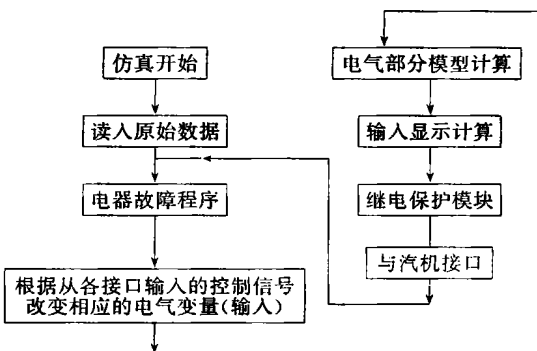 仿真开始
读入原始数据
电器故障程序
根据从各接口输入的控制信号
改变相应的电气变量(输入)
电气部分模型计算
输入显示计算
继电保护模块
与汽机接口